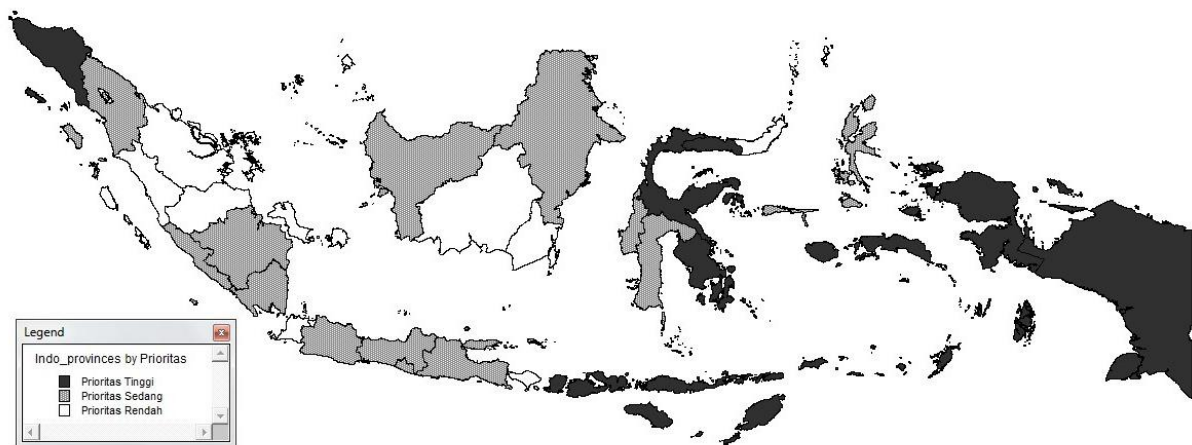 Legend
Indo_provinces by Prioritas
Prioritas Tinggi
Prioritas Sedang
Prioritas Rendah